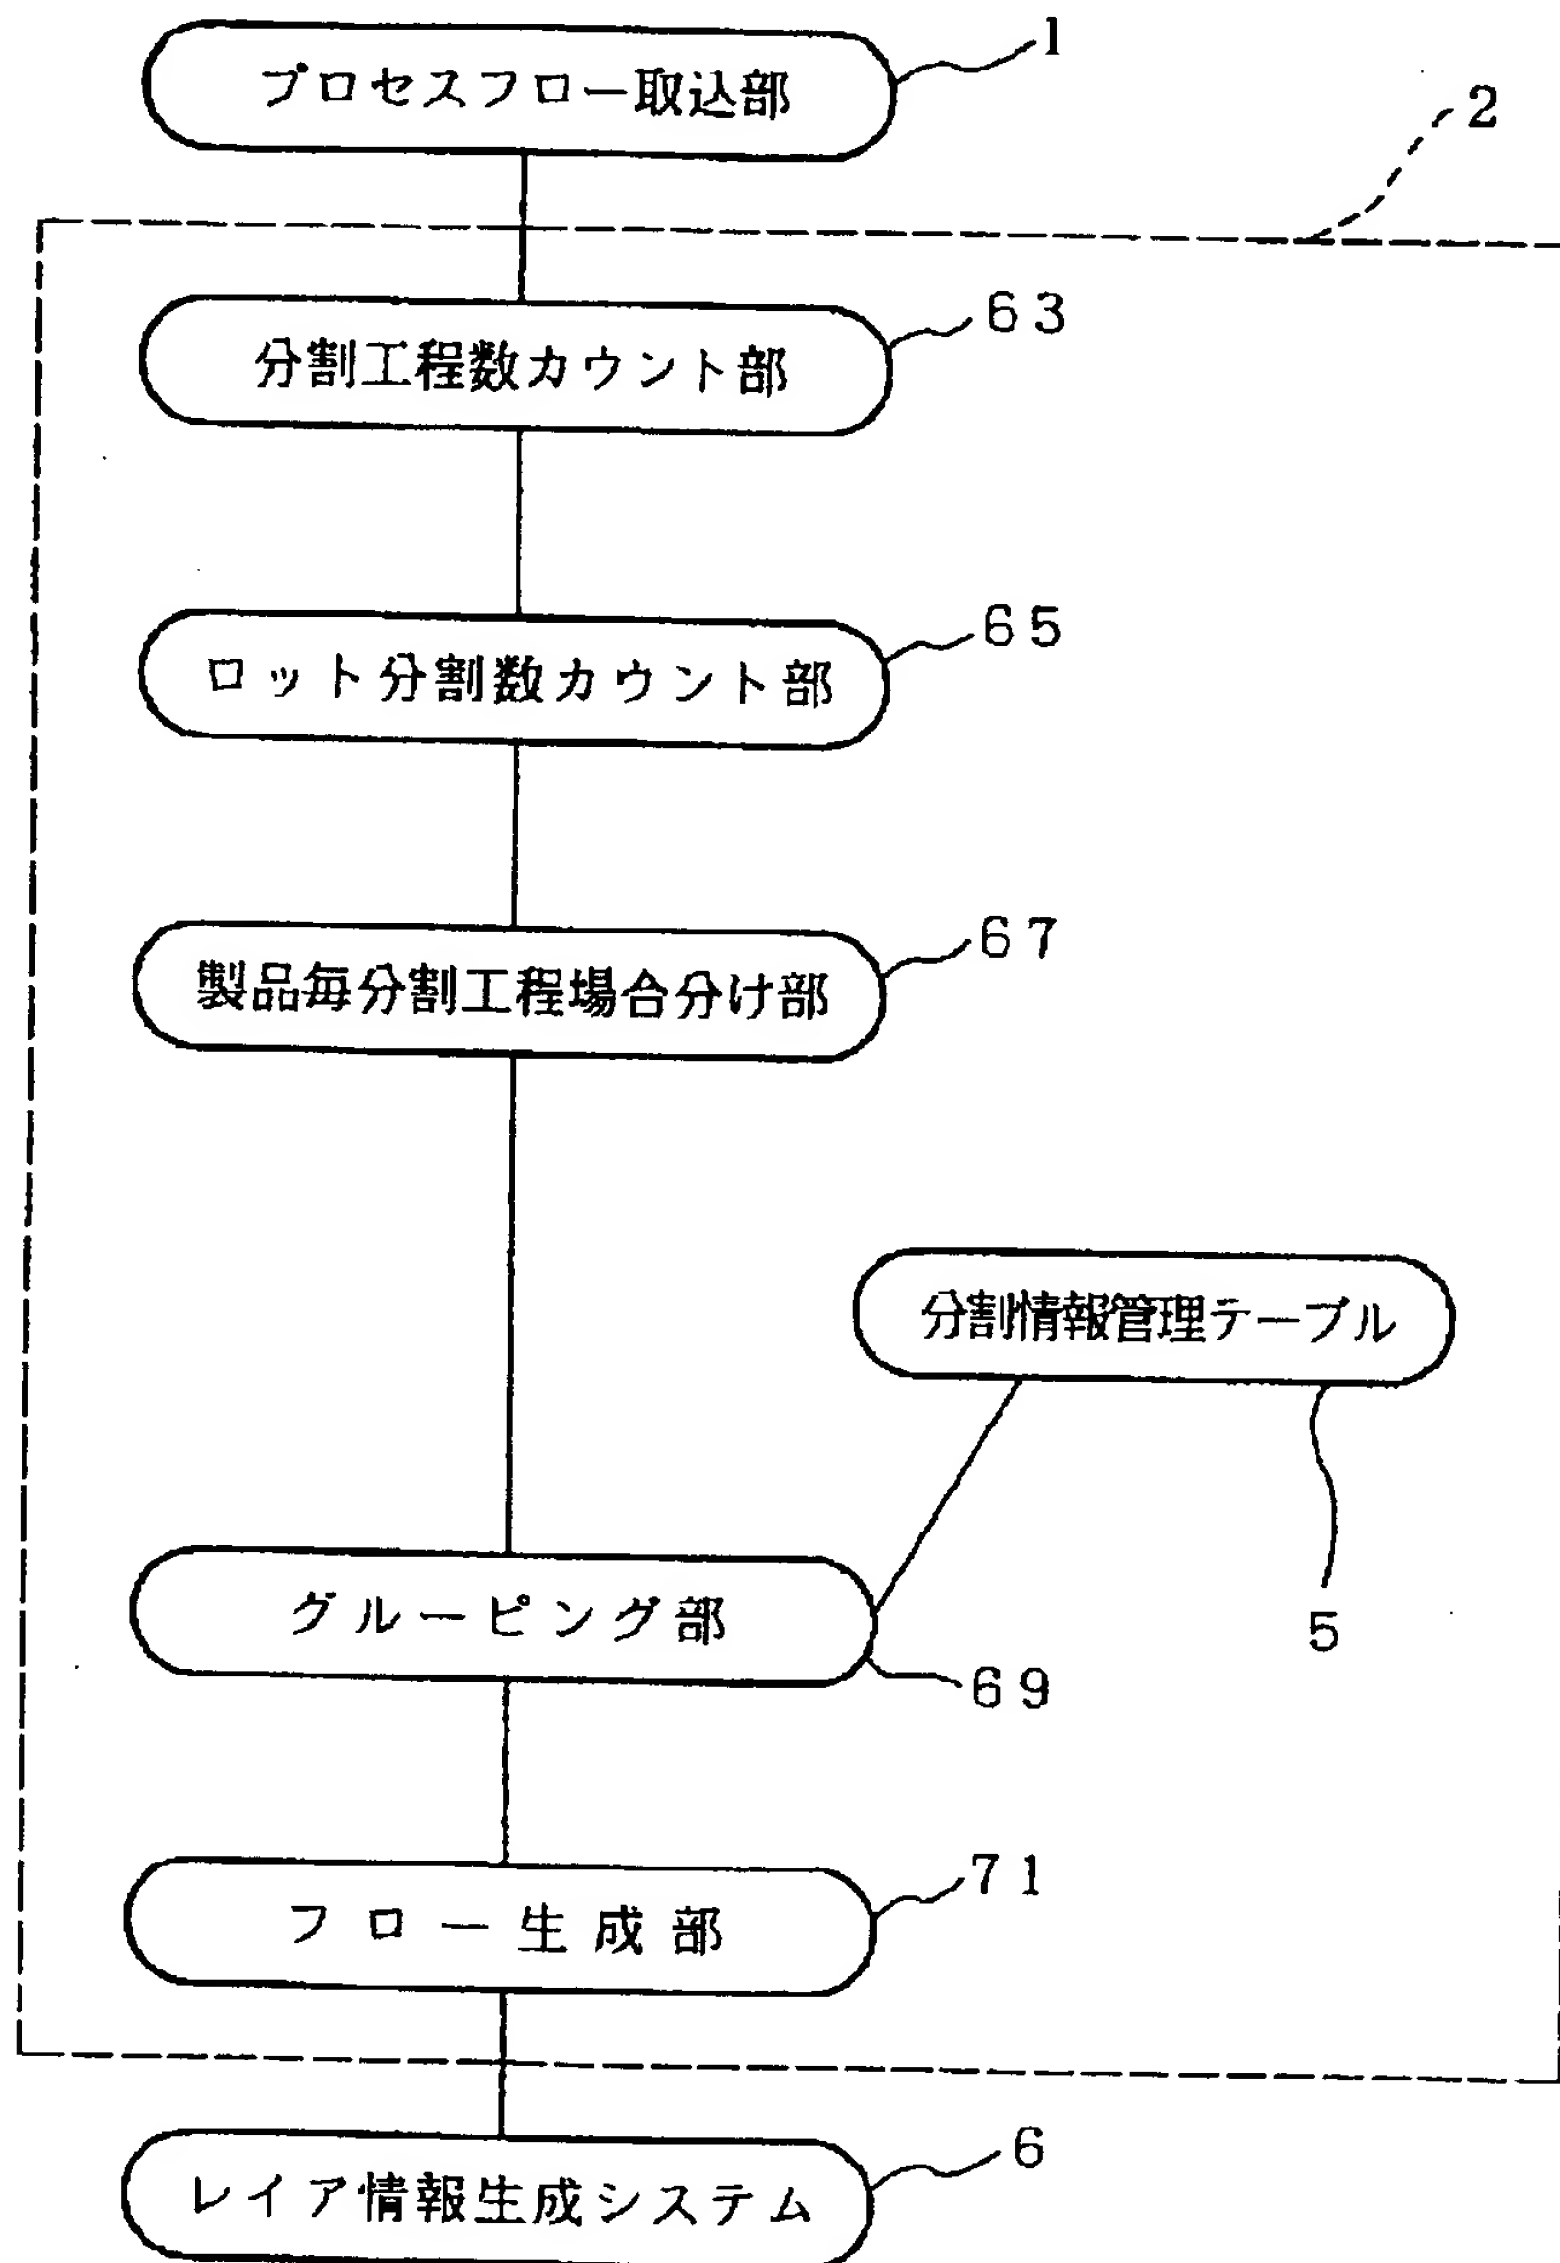 プロセスフロー取込部
1
2
分割工程数カウント部
63
ロット分割数カウント部
65
製品毎分割工程場合分け部
67
分割情報管理テーブル
5
グルーピング部
69
フロー生成部
71
レイア情報生成システム
6